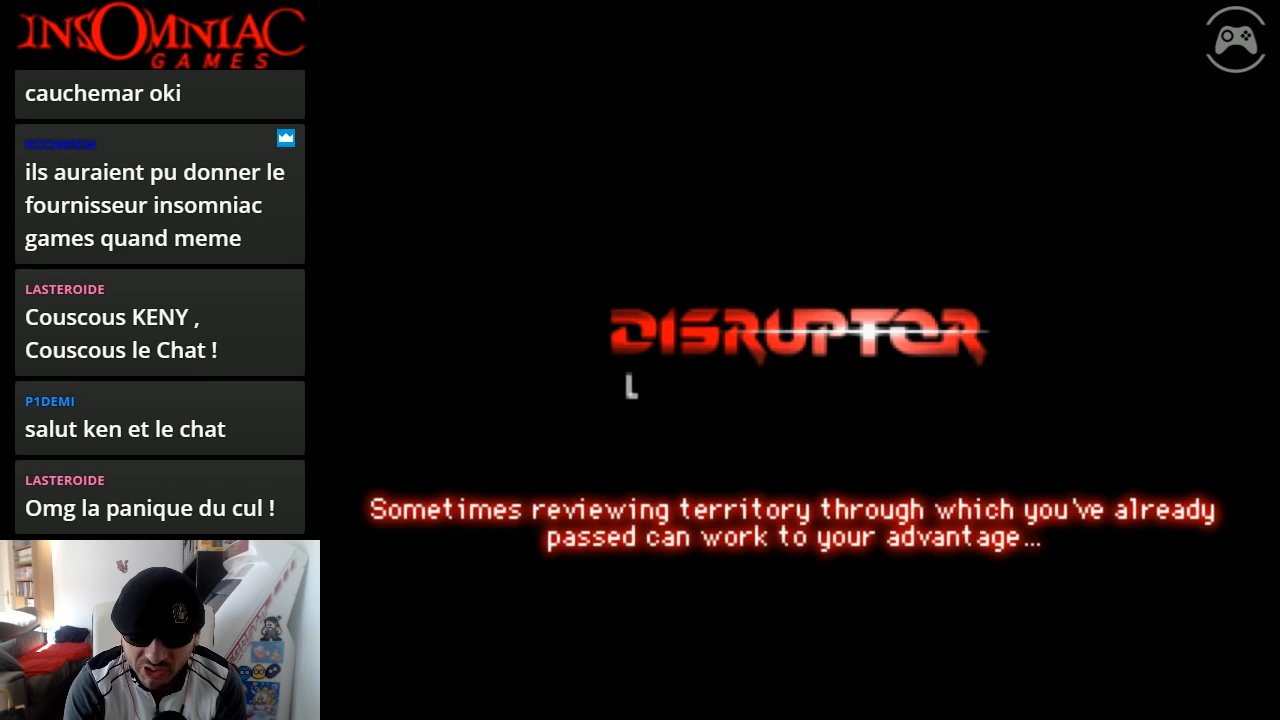 INSOMNIAC
GAMES
cauchemar oki
ils auraient pu donner le
fournisseur insomniac
games quand meme
LASTEROIDE
Couscous KENY ,
Couscous le Chat !
P1DEMI
salut ken et le chat
LASTEROIDE
Omg la panique du cul !
DISRUPTOR
L
Sometimes reviewing territory through which you've already
passed can work to your advantage...